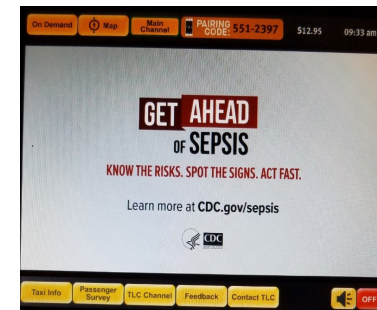 On Demand
Map
Main
Channel
PAIRING
CODE:
551-2397
$12.95
09:33 am
GET AHEAD
OF SEPSIS
KNOW THE RISKS. SPOT THE SIGNS. ACT FAST.
Learn more at CDC.gov/sepsis
CDC
Taxi Info
Passenger
Survey
TLC Channel
Feedback
Contact TLC
OFF